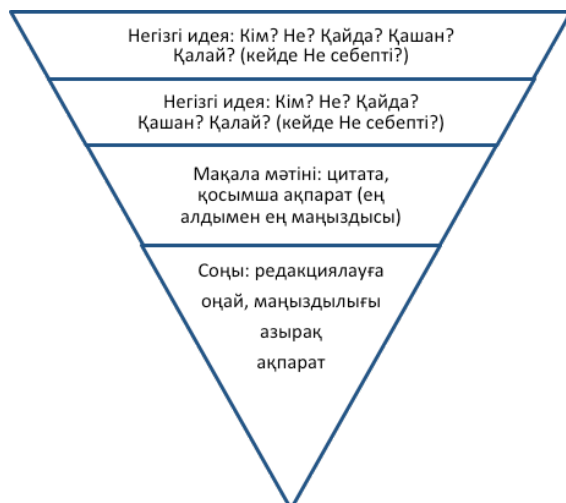 Негізгі идея: Кім? Не? Қайда? Қашан?
Қалай? (кейде Не себепті?)
Негізгі идея: Кім? Не? Қайда?
Қашан? Қалай? (кейде Не себепті?)
Мақала мәтіні: цитата,
қосымша ақпарат (ең
алдымен ең маңыздысы)
Соңы: редакциялауға
оңай, маңыздылығы
азырақ
ақпарат